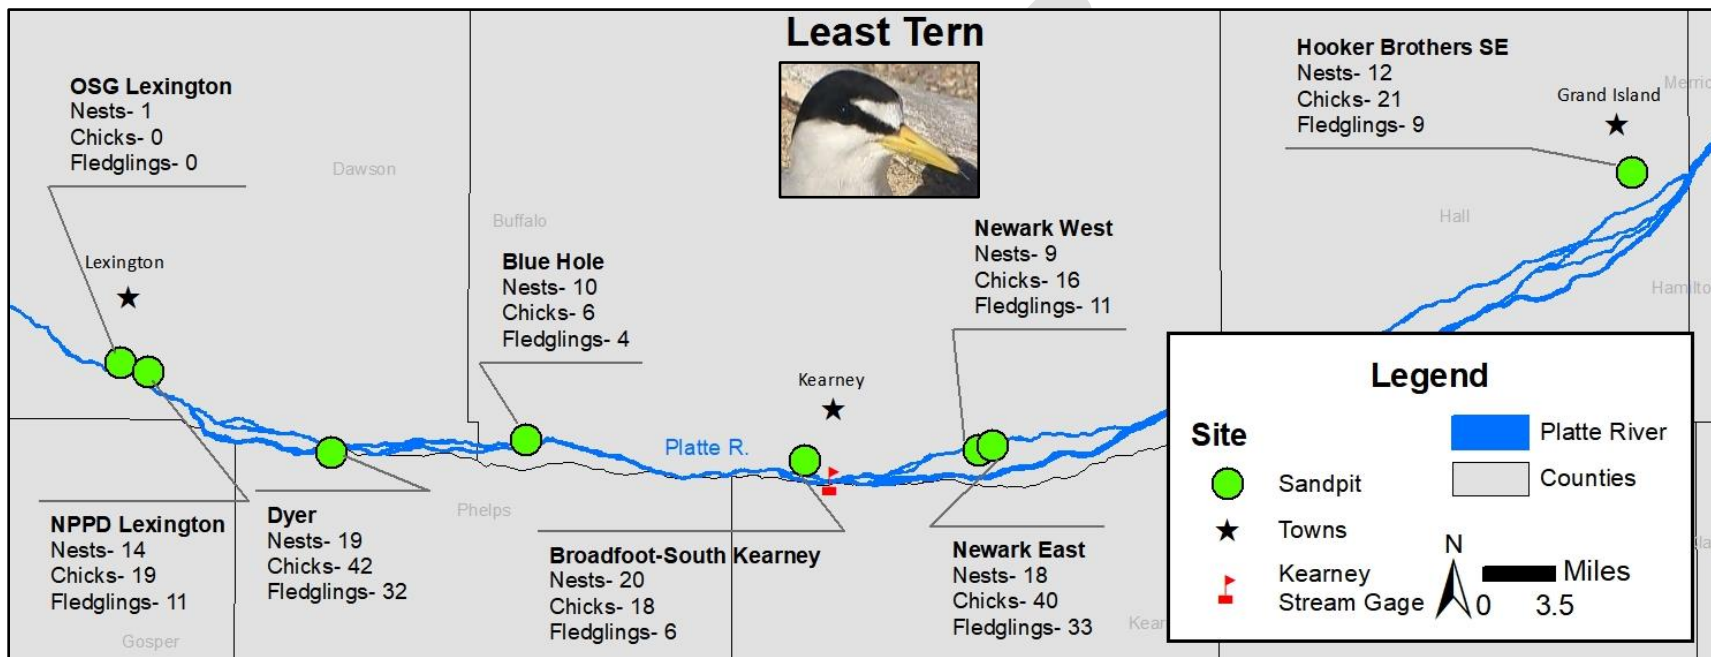 Least Tern
OSG Lexington
Nests- 1
Chicks- 0
Fledglings- 0
Lexington
Dawson
Buffalo
Blue Hole
Nests- 10
Chicks- 6
Fledglings- 4
Newark West
Nests- 9
Chicks- 16
Fledglings- 11
Hooker Brothers SE
Nests- 12
Chicks- 21
Fledglings- 9
Grand Island
Merric
Hall
Hamilto
Kearney
Platte R.
NPPD Lexington
Nests- 14
Chicks- 19
Fledglings- 11
Gosper
Dyer
Nests- 19
Chicks- 42
Fledglings- 32
Phelps
Broadfoot-South Kearney
Nests- 20
Chicks- 18
Fledglings- 6
Newark East
Nests- 18
Chicks- 40
Fledglings- 33
Kear
Legend
Site
Sandpit
Towns
Kearney
Stream Gage
Platte River
Counties
N
Miles
0 3.5